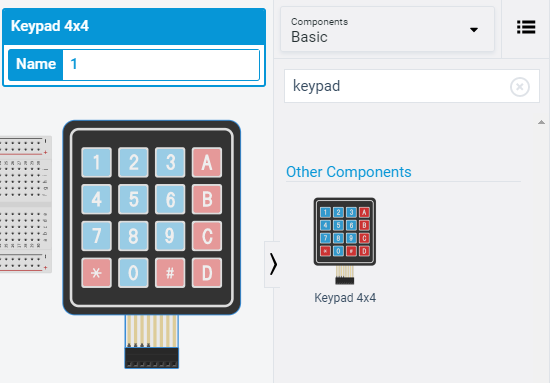 Keypad 4x4
Name 1
1 2 3 A
4 5 6 B
7 8 9 C
* 0 # D
Components
Basic
keypad
Other Components
1 2 3 A
4 5 6 B
7 8 9 C
* 0 # D
Keypad 4x4